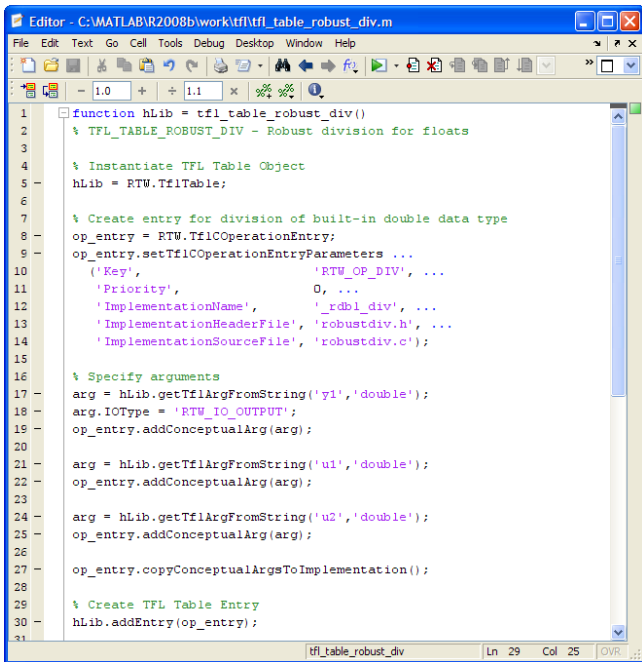 Editor - C:\MATLAB\R2008b\work\tfl\tfl_table_robust_div.m
File Edit Text Go Cell Tools Debug Desktop Window Help
- 1.0 + ÷ 1.1 ×
1 function hLib = tfl_table_robust_div()
2 % TFL_TABLE_ROBUST_DIV - Robust division for floats
3
4 % Instantiate TFL Table Object
5 - hLib = RTW.TflTable;
6
7 % Create entry for division of built-in double data type
8 - op_entry = RTW.TflCOperationEntry;
9 - op_entry.setTflCOperationEntryParameters ...
10 ('Key', 'RTW_OP_DIV', ...
11 'Priority', 0, ...
12 'ImplementationName', '_rdbl_div', ...
13 'ImplementationHeaderFile', 'robustdiv.h', ...
14 'ImplementationSourceFile', 'robustdiv.c');
15
16 % Specify arguments
17 - arg = hLib.getTflArgFromString('y1','double');
18 - arg.IOType = 'RTW_IO_OUTPUT';
19 - op_entry.addConceptualArg(arg);
20
21 - arg = hLib.getTflArgFromString('u1','double');
22 - op_entry.addConceptualArg(arg);
23
24 - arg = hLib.getTflArgFromString('u2','double');
25 - op_entry.addConceptualArg(arg);
26
27 - op_entry.copyConceptualArgsToImplementation();
28
29 % Create TFL Table Entry
30 - hLib.addEntry(op_entry);
31
tfl_table_robust_div Ln 29 Col 25 OVR